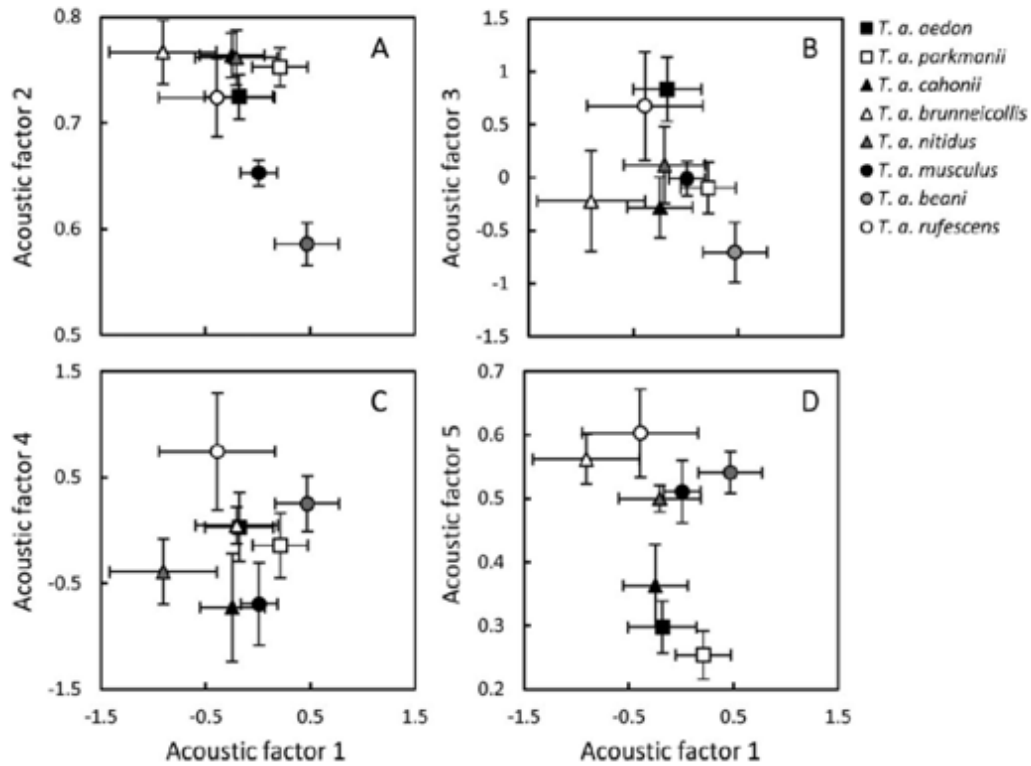 A
Acoustic factor 2
0.8
0.7
0.6
0.5
B
Acoustic factor 3
1.5
1
0.5
0
-0.5
-1
-1.5
T. a. aedon
T. a. parkmanii
T. a. cahonii
T. a. brunneicollis
T. a. nitidus
T. a. musculus
T. a. beani
T. a. rufescens
C
Acoustic factor 4
1.5
0.5
-0.5
-1.5
-1.5
-0.5
0.5
1.5
Acoustic factor 1
D
Acoustic factor 5
0.7
0.6
0.5
0.4
0.3
0.2
-1.5
-0.5
0.5
1.5
Acoustic factor 1